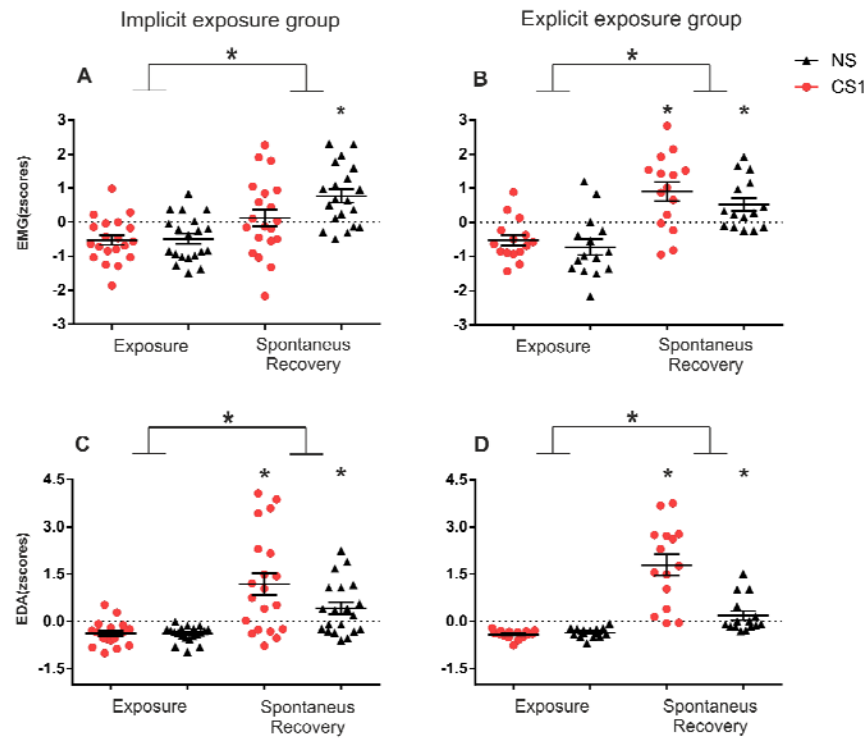 Implicit exposure group
Explicit exposure group
NS
CS1
A
*
*
B
*
*
*
EMG(zscores)
3
2
1
0
-1
-2
-3
Exposure
Spontaneus
Recovery
3
2
1
0
-1
-2
-3
Exposure
Spontaneus
Recovery
C
*
*
*
D
*
*
*
EDA(zscores)
4.5
3.0
1.5
0.0
-1.5
Exposure
Spontaneus
Recovery
4.5
3.0
1.5
0.0
-1.5
Exposure
Spontaneus
Recovery